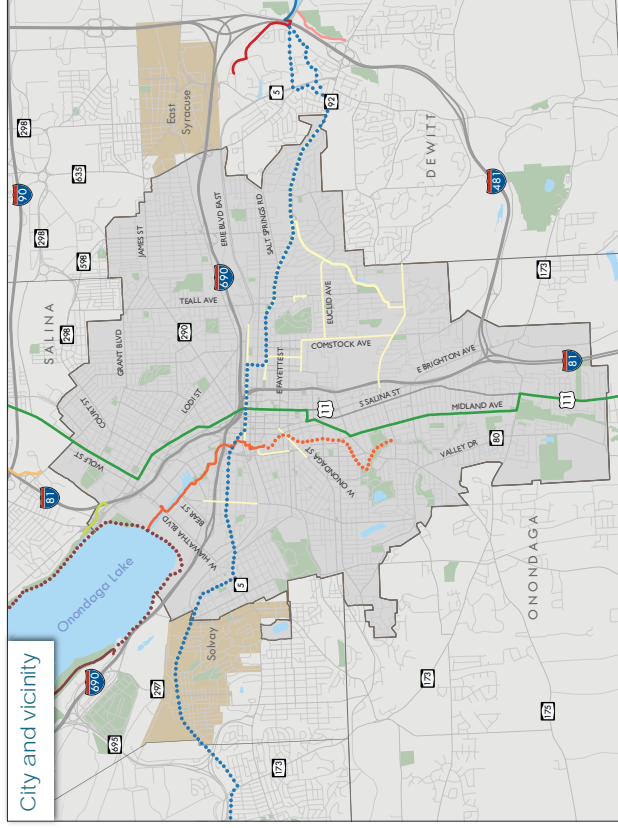 City and vicinity
298
90
635
East
Syracuse
5
92
DEWITT
481
298
598
JAMES ST
ERIE BLVD EAST
SALT SPRINGS RD
690
SALINA
298
TEALL AVE
290
EUCLID AVE
173
GRANT BLVD
COMSTOCK AVE
COURT ST
LODI ST
E FAYETTE ST
E BRIGHTON AVE
81
S SALINA ST
11
MIDLAND AVE
11
WOLF ST
81
W ONONDAGA ST
VALLEY DR
80
BEAR ST
W HIAWATHA BLVD
Onondaga Lake
5
ONONDAGA
Solvay
690
297
695
173
173
175